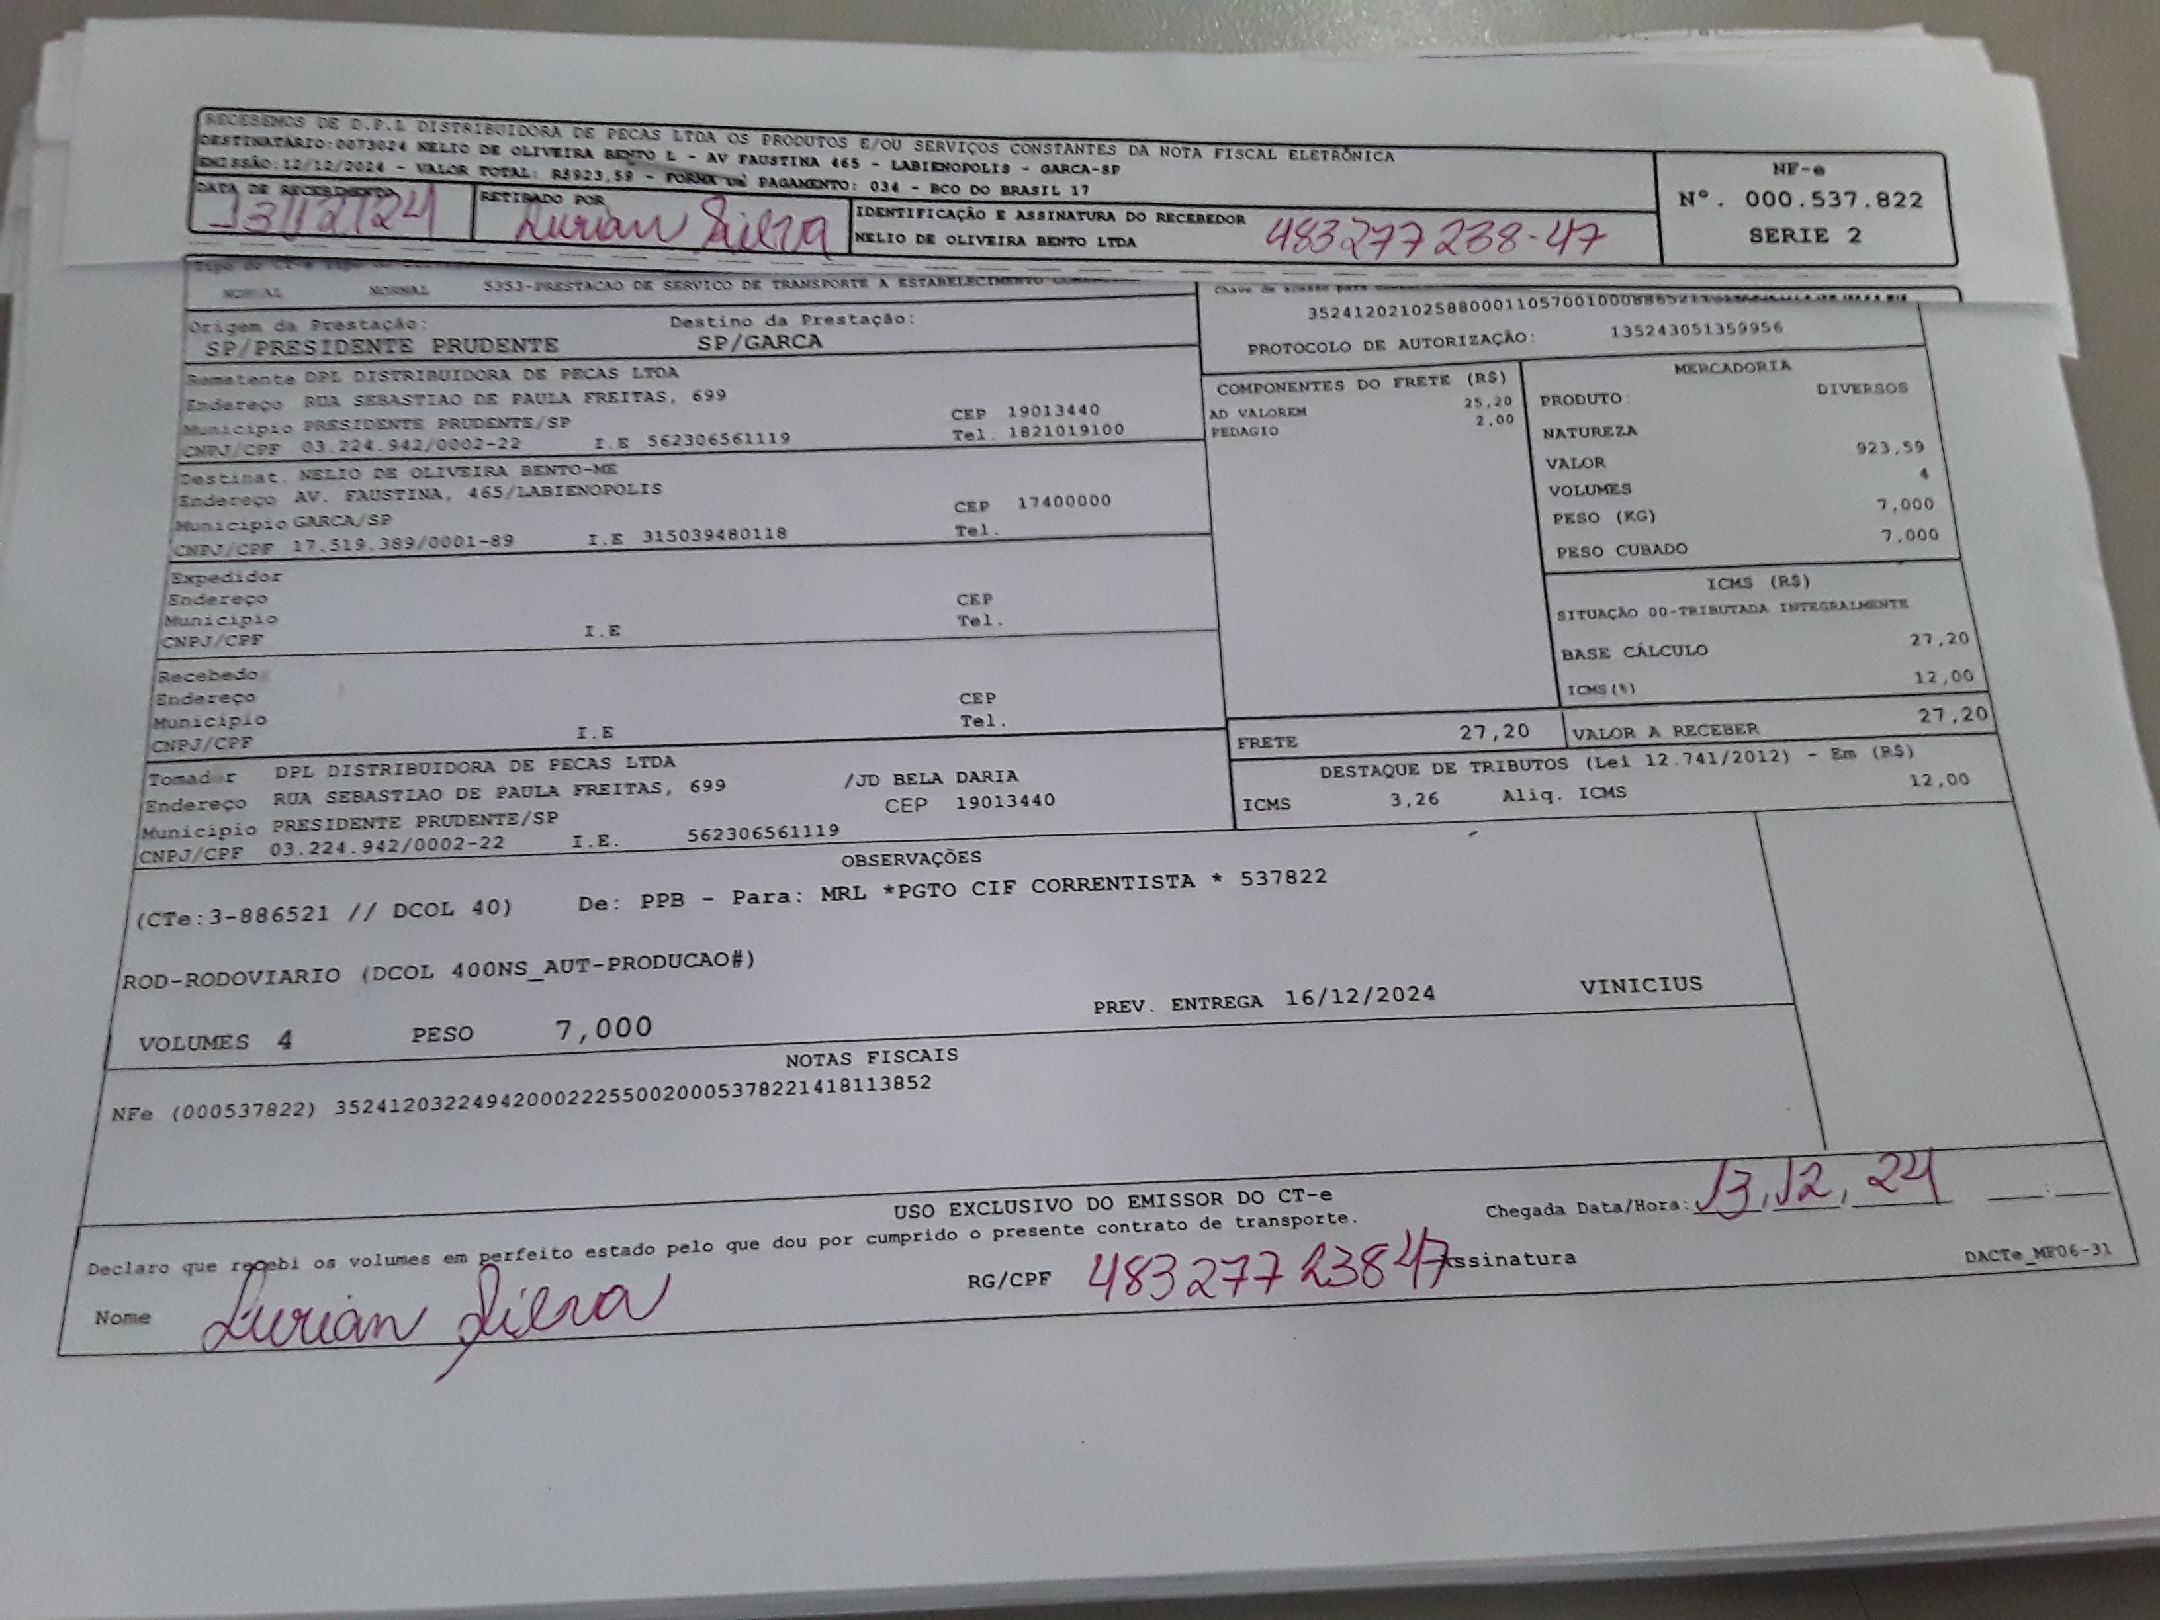 RECEBEMOS DE D.P.L DISTRIBUIDORA DE PECAS LTDA OS PRODUTOS E/OU SERVIÇOS CONSTANTES DA NOTA FISCAL ELETRÔNICA
DESTINATARIO:0073024 NELIO DE OLIVEIRA BENTO L - AV FAUSTINA 465 - LABIENOPOLIS - GARCA-SP
EMISSÃO:12/12/2024 - VALOR TOTAL: R$923,59 - FORMA PAGAMENTO: 034 - BCO DO BRASIL 17
DATA DE RECEBIMENTO
13/12/24
RETIRADO POR
Lurian Silva
IDENTIFICAÇÃO E ASSINATURA DO RECEBEDOR
NELIO DE OLIVEIRA BENTO LTDA
483277238-47
NF-e
Nº. 000.537.822
SERIE 2
NORMAL NORMAL 5353-PRESTACAO DE SERVICO DE TRANSPORTE A ESTABELECIMENTO
Origem da Prestação: Destino da Prestação:
SP/PRESIDENTE PRUDENTE SP/GARCA
PROTOCOLO DE AUTORIZAÇÃO: 135243051359956
Remetente DPL DISTRIBUIDORA DE PECAS LTDA
Endereço RUA SEBASTIAO DE PAULA FREITAS, 699
Município PRESIDENTE PRUDENTE/SP CEP 19013440
CNPJ/CPF 03.224.942/0002-22 I.E 562306561119 Tel. 1821019100
Destinat. NELIO DE OLIVEIRA BENTO-ME
Endereço AV. FAUSTINA, 465/LABIENOPOLIS
Município GARCA/SP CEP 17400000
CNPJ/CPF 17.519.389/0001-89 I.E 315039480118 Tel.
Expedidor
Endereço
Município CEP
CNPJ/CPF I.E Tel.
Recebedo
Endereço
Município CEP
CNPJ/CPF I.E Tel.
Tomador DPL DISTRIBUIDORA DE PECAS LTDA
Endereço RUA SEBASTIAO DE PAULA FREITAS, 699 /JD BELA DARIA
Município PRESIDENTE PRUDENTE/SP CEP 19013440
CNPJ/CPF 03.224.942/0002-22 I.E. 562306561119
COMPONENTES DO FRETE (R$)
AD VALOREM 25,20
PEDAGIO 2,00
MERCADORIA
PRODUTO: DIVERSOS
NATUREZA
VALOR 923,59
VOLUMES 4
PESO (KG) 7,000
PESO CUBADO 7,000
ICMS (R$)
SITUAÇÃO 00-TRIBUTADA INTEGRALMENTE
BASE CÁLCULO 27,20
ICMS(%) 12,00
FRETE 27,20 VALOR A RECEBER 27,20
DESTAQUE DE TRIBUTOS (Lei 12.741/2012) - Em (R$)
ICMS 3,26 Aliq. ICMS 12,00
OBSERVAÇÕES
(CTe:3-886521 // DCOL 40) De: PPB - Para: MRL *PGTO CIF CORRENTISTA * 537822
ROD-RODOVIARIO (DCOL 400NS_AUT-PRODUCAO#)
VOLUMES 4 PESO 7,000 PREV. ENTREGA 16/12/2024 VINICIUS
NOTAS FISCAIS
NFe (000537822) 35241203224942000222550020005378221418113852
USO EXCLUSIVO DO EMISSOR DO CT-e
Declaro que recebi os volumes em perfeito estado pelo que dou por cumprido o presente contrato de transporte.
Chegada Data/Hora: 13,12,24 :
Nome Lurian Silva RG/CPF 48327723847 Assinatura
DACTe_MF06-31